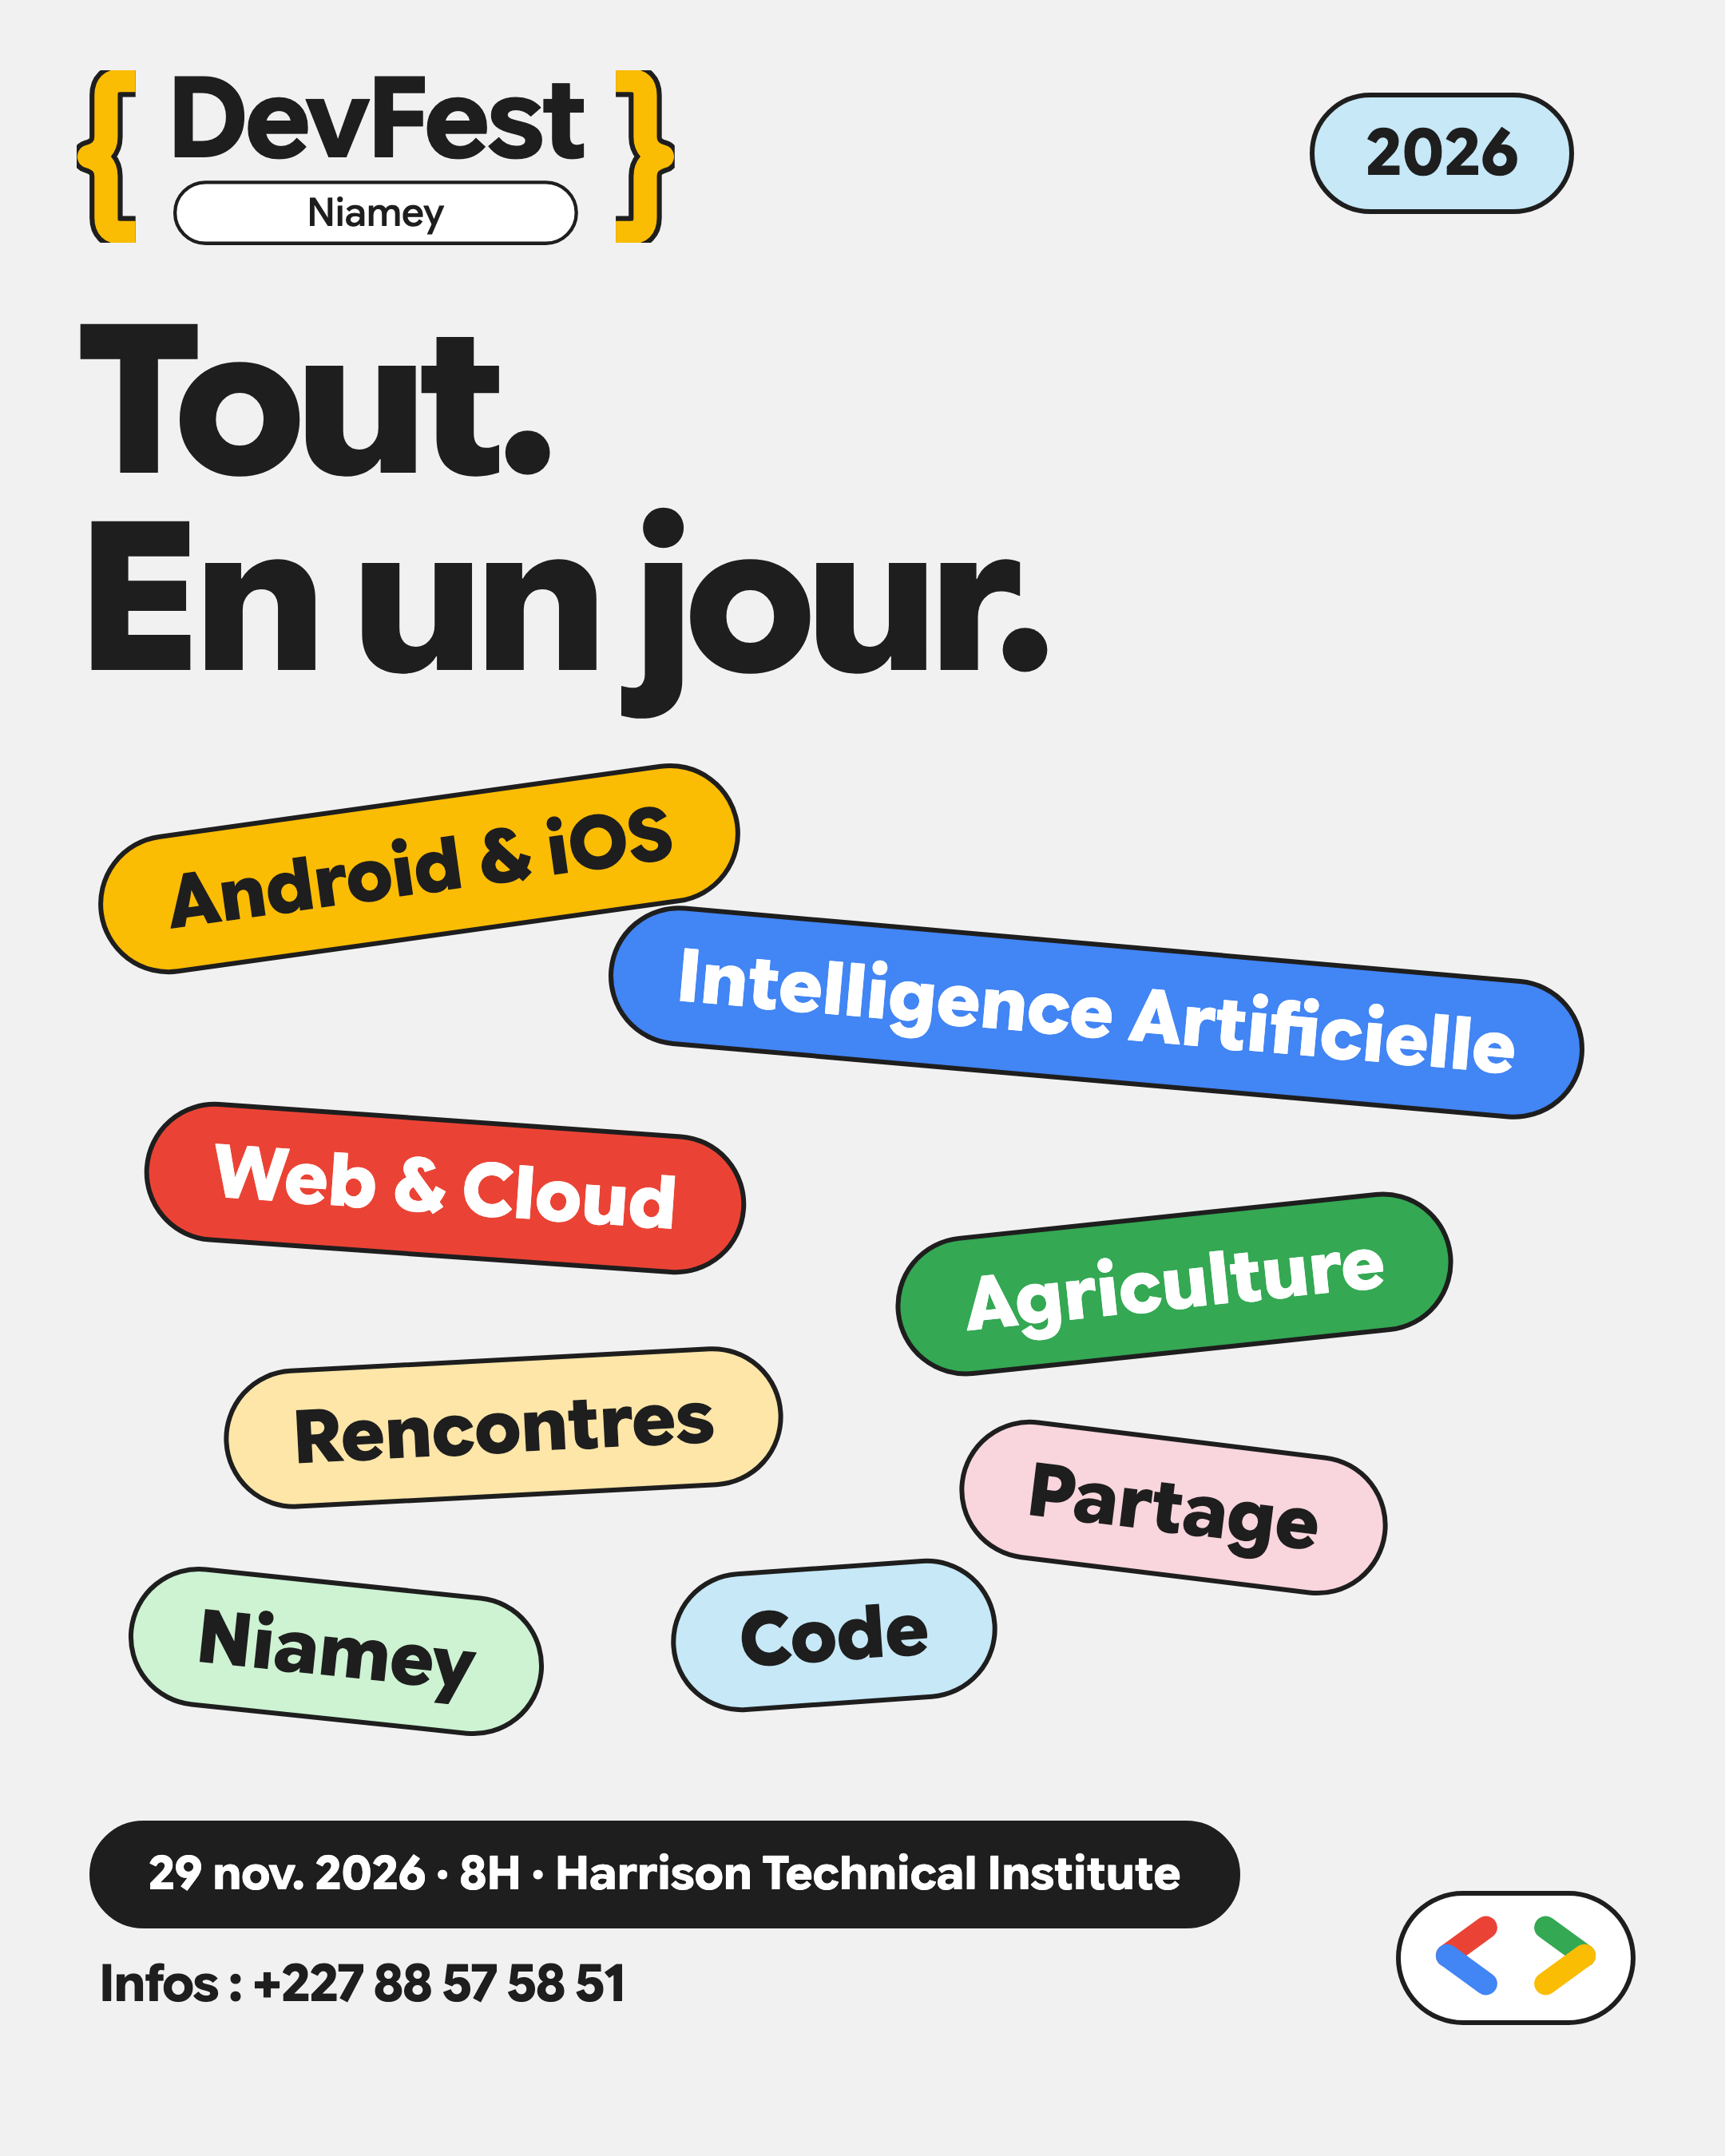 { DevFest }
Niamey
2026
Tout.
En un jour.
Android & iOS
Intelligence Artificielle
Web & Cloud
Agriculture
Rencontres
Partage
Niamey
Code
29 nov. 2026 · 8H · Harrison Technical Institute
Infos : +227 88 57 58 51